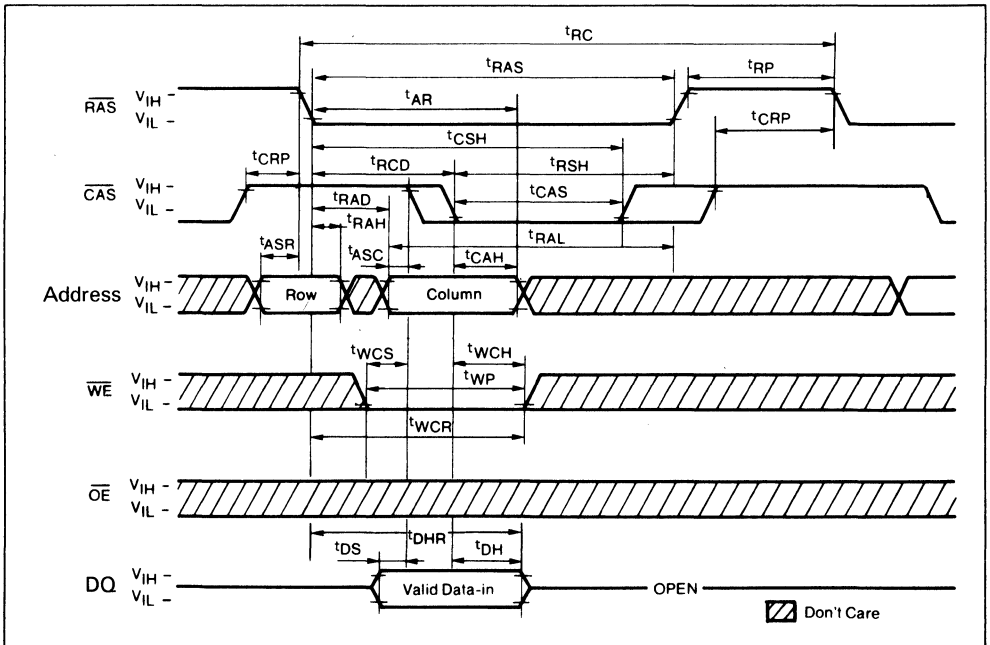 tRC
tRAS
tRP
tAR
RAS VIH
VIL
tCRP
tCSH
tCRP
tRCD
tRSH
CAS VIH
VIL
tRAD
tCAS
tRAH
tRAL
tASR
tASC
tCAH
Address VIH
VIL
Row
Column
tWCS
tWCH
tWP
WE VIH
VIL
tWCR
OE VIH
VIL
tDHR
tDS
tDH
DQ VIH
VIL
Valid Data-in
OPEN
Don't Care